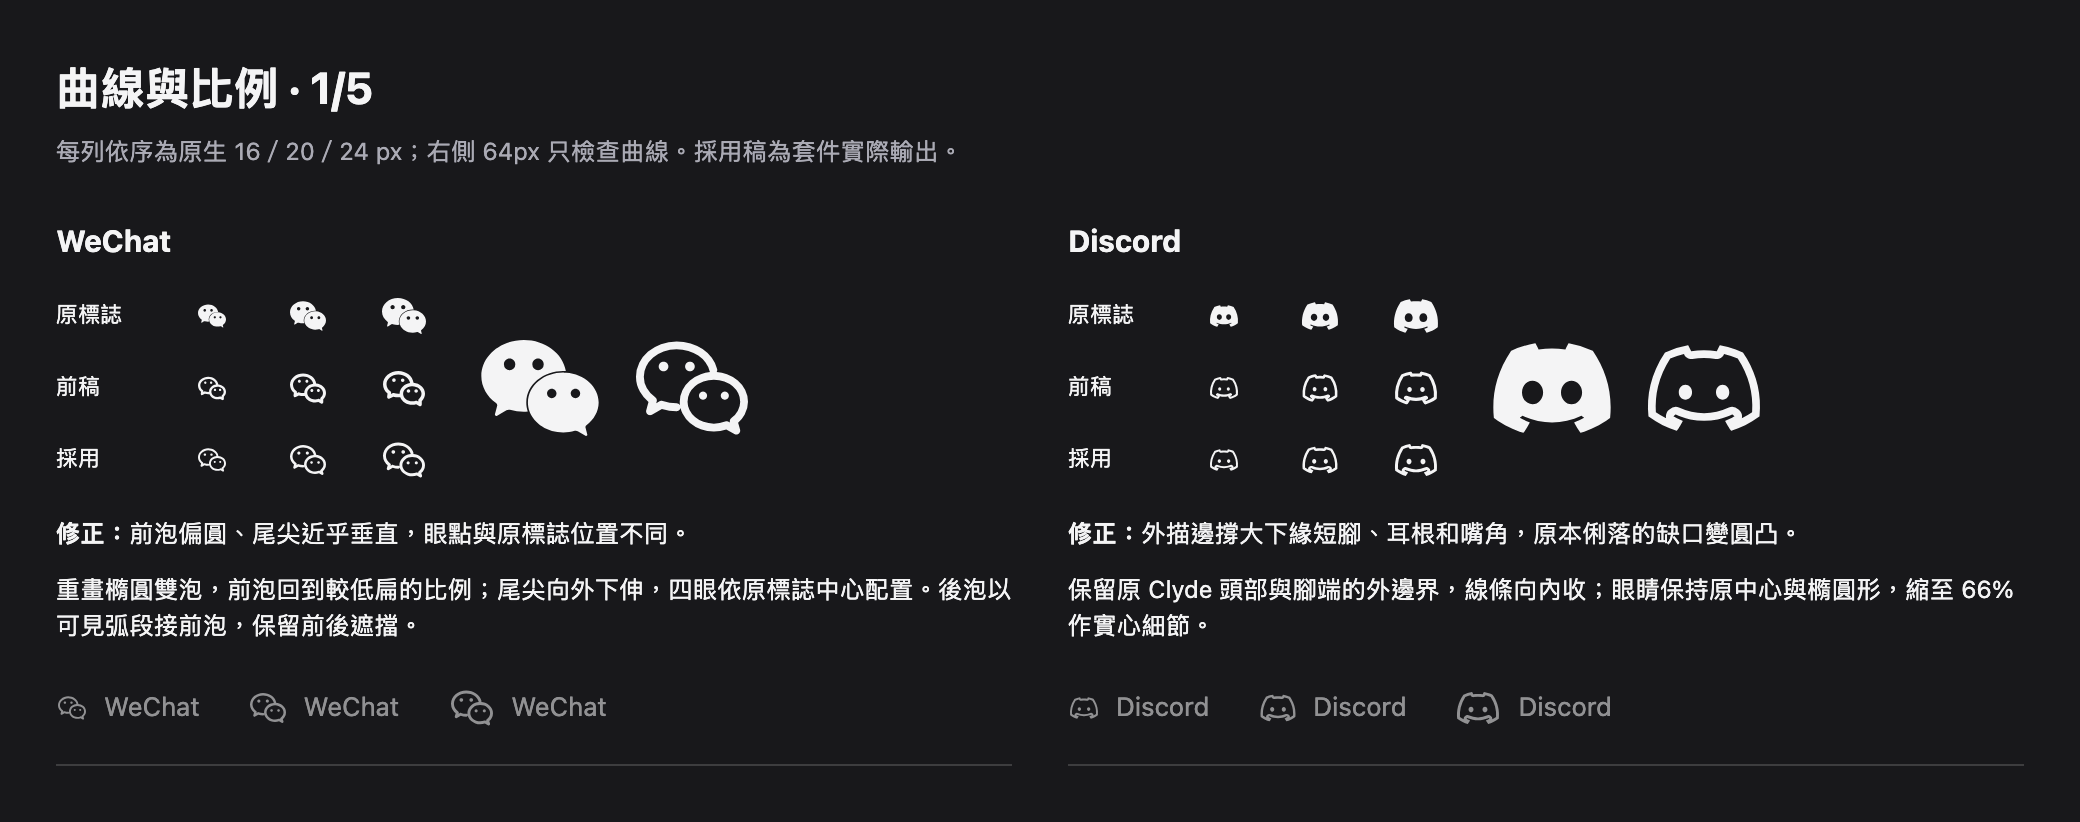 曲線與比例 · 1/5
每列依序為原生 16 / 20 / 24 px；右側 64px 只檢查曲線。採用稿為套件實際輸出。
WeChat
原標誌
前稿
採用
修正：前泡偏圓、尾尖近乎垂直，眼點與原標誌位置不同。
重畫橢圓雙泡，前泡回到較低扁的比例；尾尖向外下伸，四眼依原標誌中心配置。後泡以
可見弧段接前泡，保留前後遮擋。
WeChat WeChat WeChat
Discord
原標誌
前稿
採用
修正：外描邊撐大下緣短腳、耳根和嘴角，原本俐落的缺口變圓凸。
保留原 Clyde 頭部與腳端的外邊界，線條向內收；眼睛保持原中心與橢圓形，縮至 66%
作實心細節。
Discord Discord Discord